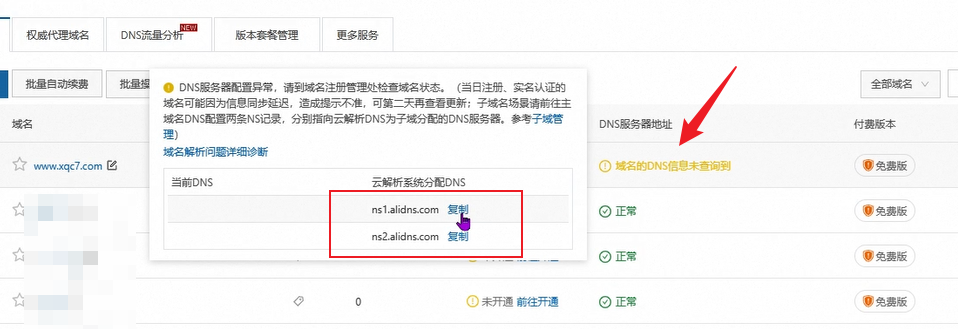 权威代理域名
DNS流量分析
NEW
版本套餐管理
更多服务
批量自动续费
全部域名
DNS服务器配置异常，请到域名注册管理处检查域名状态。（当日注册、实名认证的
域名可能因为信息同步延迟，造成提示不准，可第二天再查看更新；子域名场景请前往主
域名DNS配置两条NS记录，分别指向云解析DNS为子域分配的DNS服务器。参考子域管
理）
域名解析问题详细诊断
当前DNS
云解析系统分配DNS
ns1.alidns.com 复制
ns2.alidns.com 复制
域名
DNS服务器地址
付费版本
www.xqc7.com
域名的DNS信息未查询到
免费版
正常
免费版
正常
免费版
0
未开通 前往开通
正常
免费版